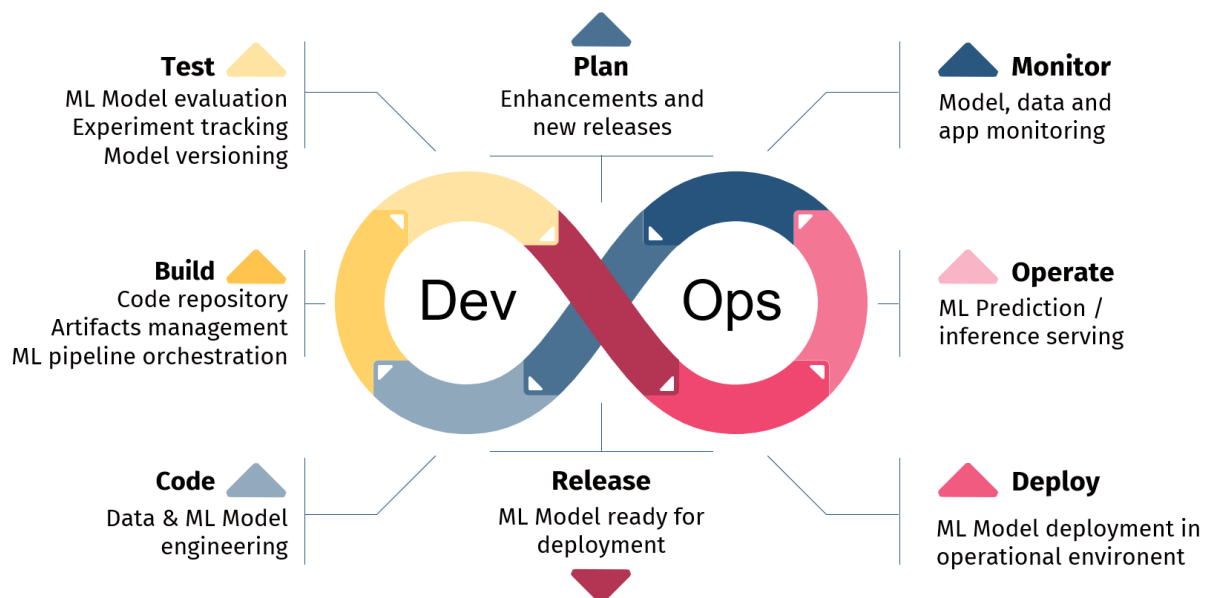 Test
ML Model evaluation
Experiment tracking
Model versioning
Plan
Enhancements and
new releases
Monitor
Model, data and
app monitoring
Build
Code repository
Artifacts management
ML pipeline orchestration
Dev
Ops
Operate
ML Prediction /
inference serving
Code
Data & ML Model
engineering
Release
ML Model ready for
deployment
Deploy
ML Model deployment in
operational environent